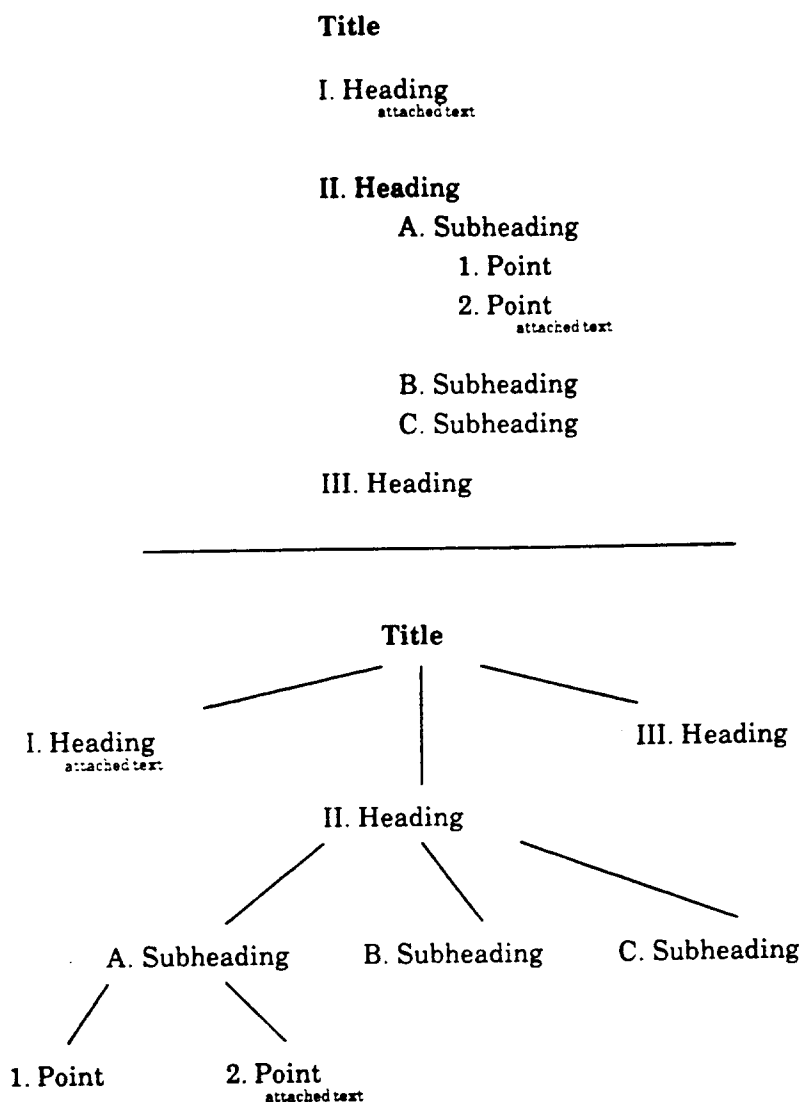 Title
I. Heading
attached text
II. Heading
A. Subheading
1. Point
2. Point
attached text
B. Subheading
C. Subheading
III. Heading
Title
I. Heading
attached text
III. Heading
II. Heading
A. Subheading B. Subheading C. Subheading
1. Point 2. Point
attached text